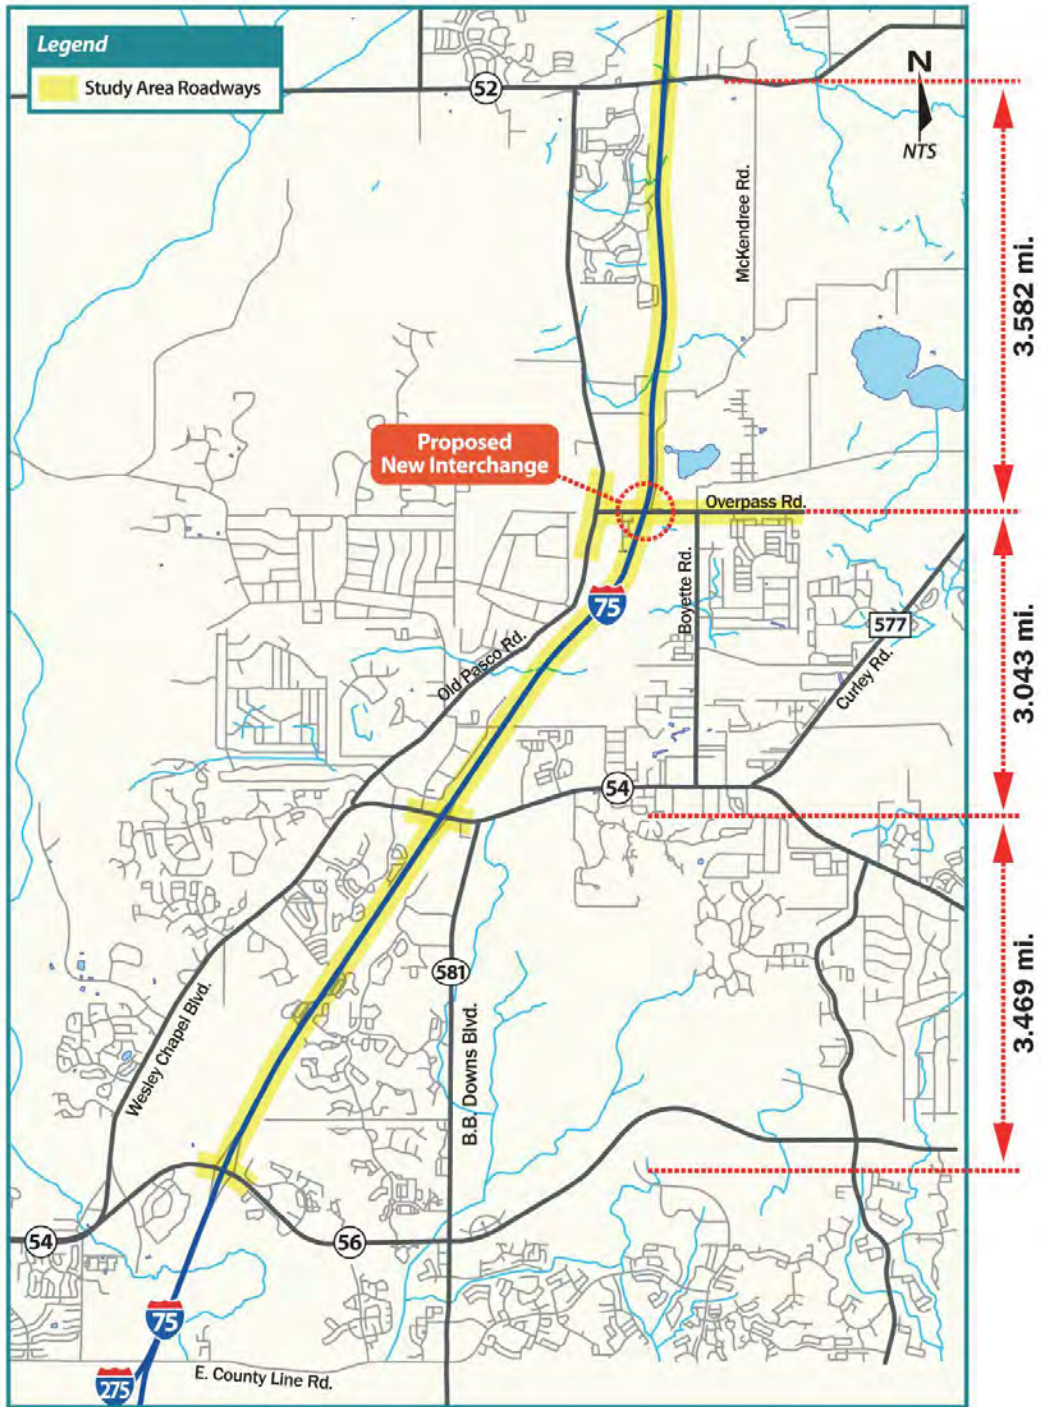 Legend
Study Area Roadways
52
N
NTS
McKendree Rd.
3.582 mi.
Proposed
New Interchange
Overpass Rd.
75
Boyette Rd.
577
Old Pasco Rd.
Curley Rd.
3.043 mi.
54
581
Wesley Chapel Blvd.
B.B. Downs Blvd.
3.469 mi.
54
56
75
275
E. County Line Rd.